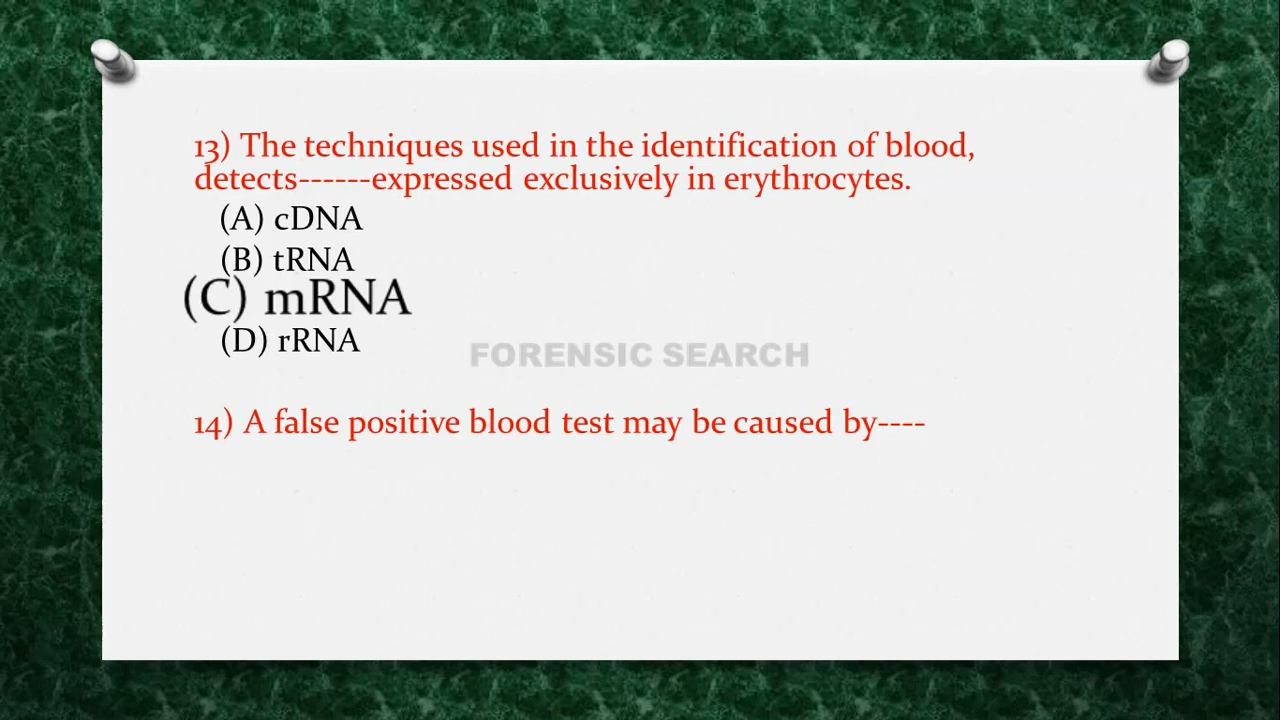 13) The techniques used in the identification of blood,
detects------expressed exclusively in erythrocytes.
(A) cDNA
(B) tRNA
(C) mRNA
(D) rRNA
FORENSIC SEARCH
14) A false positive blood test may be caused by----